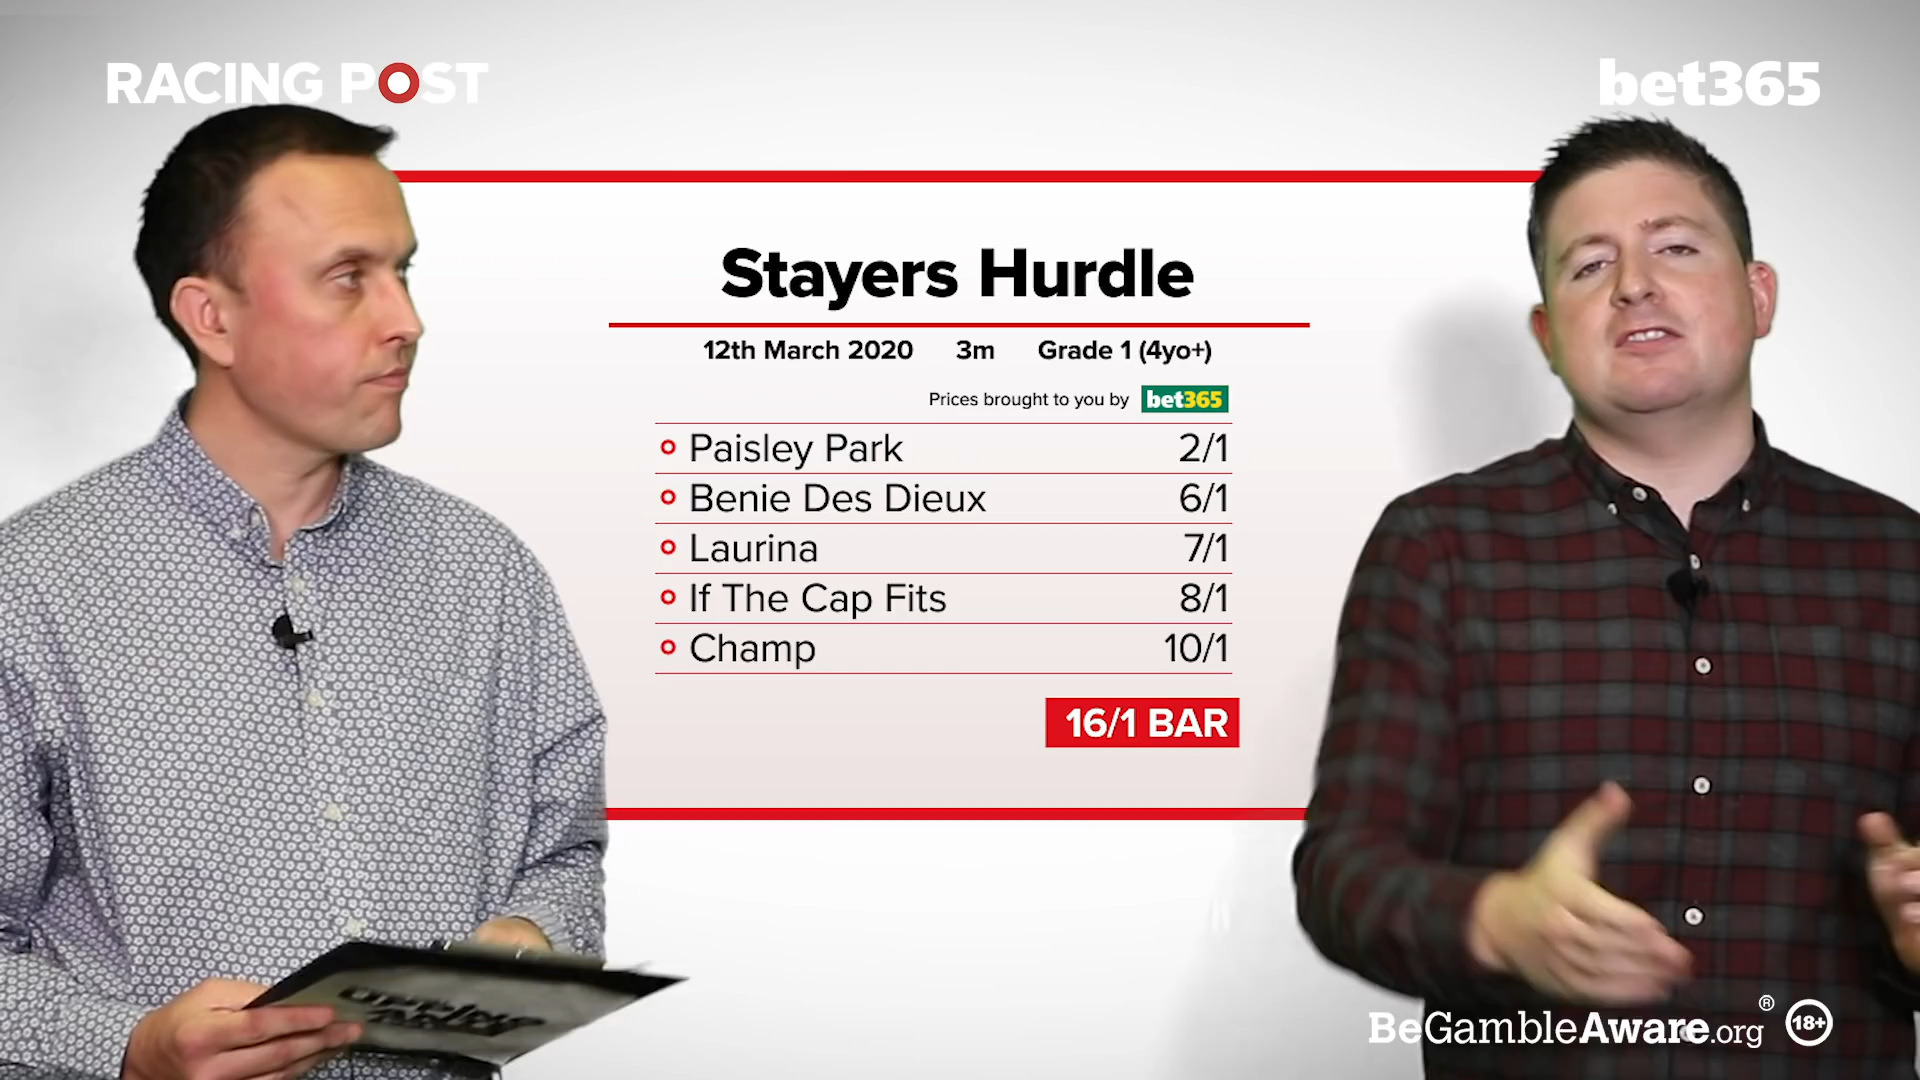 RACING POST
bet365
Stayers Hurdle
12th March 2020 3m Grade 1 (4yo+)
Prices brought to you by bet365
Paisley Park 2/1
Benie Des Dieux 6/1
Laurina 7/1
If The Cap Fits 8/1
Champ 10/1
16/1 BAR
BeGambleAware.org® 18+